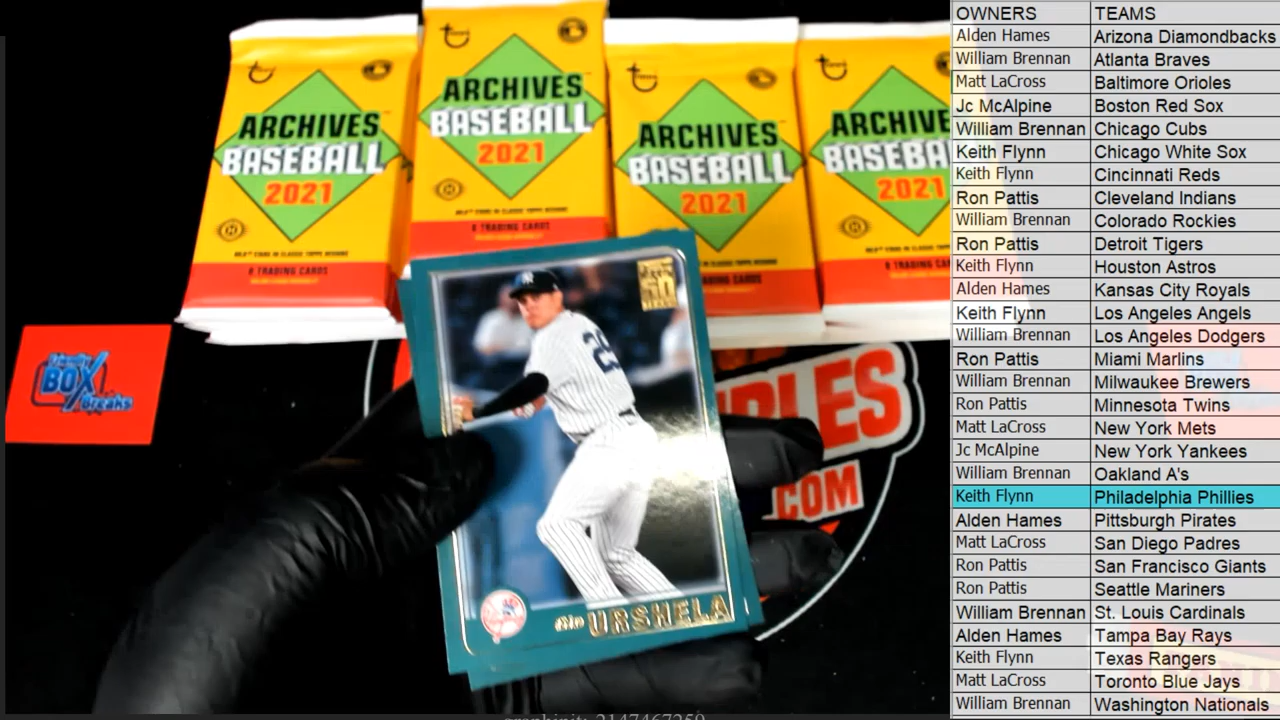 ARCHIVES
BASEBALL
2021
8 TRADING CARDS
ARCHIVES
BASEBALL
2021
8 TRADING CARDS
ARCHIVES
BASEBALL
2021
8 TRADING CARDS
ARCHIVE
BASEBA
2021
8 TRADING CARDS
BOX
Breaks
.COM
29
URSHELA
OWNERS TEAMS
Alden Hames Arizona Diamondbacks
William Brennan Atlanta Braves
Matt LaCross Baltimore Orioles
Jc McAlpine Boston Red Sox
William Brennan Chicago Cubs
Keith Flynn Chicago White Sox
Keith Flynn Cincinnati Reds
Ron Pattis Cleveland Indians
William Brennan Colorado Rockies
Ron Pattis Detroit Tigers
Keith Flynn Houston Astros
Alden Hames Kansas City Royals
Keith Flynn Los Angeles Angels
William Brennan Los Angeles Dodgers
Ron Pattis Miami Marlins
William Brennan Milwaukee Brewers
Ron Pattis Minnesota Twins
Matt LaCross New York Mets
Jc McAlpine New York Yankees
William Brennan Oakland A's
Keith Flynn Philadelphia Phillies
Alden Hames Pittsburgh Pirates
Matt LaCross San Diego Padres
Ron Pattis San Francisco Giants
Ron Pattis Seattle Mariners
William Brennan St. Louis Cardinals
Alden Hames Tampa Bay Rays
Keith Flynn Texas Rangers
Matt LaCross Toronto Blue Jays
William Brennan Washington Nationals